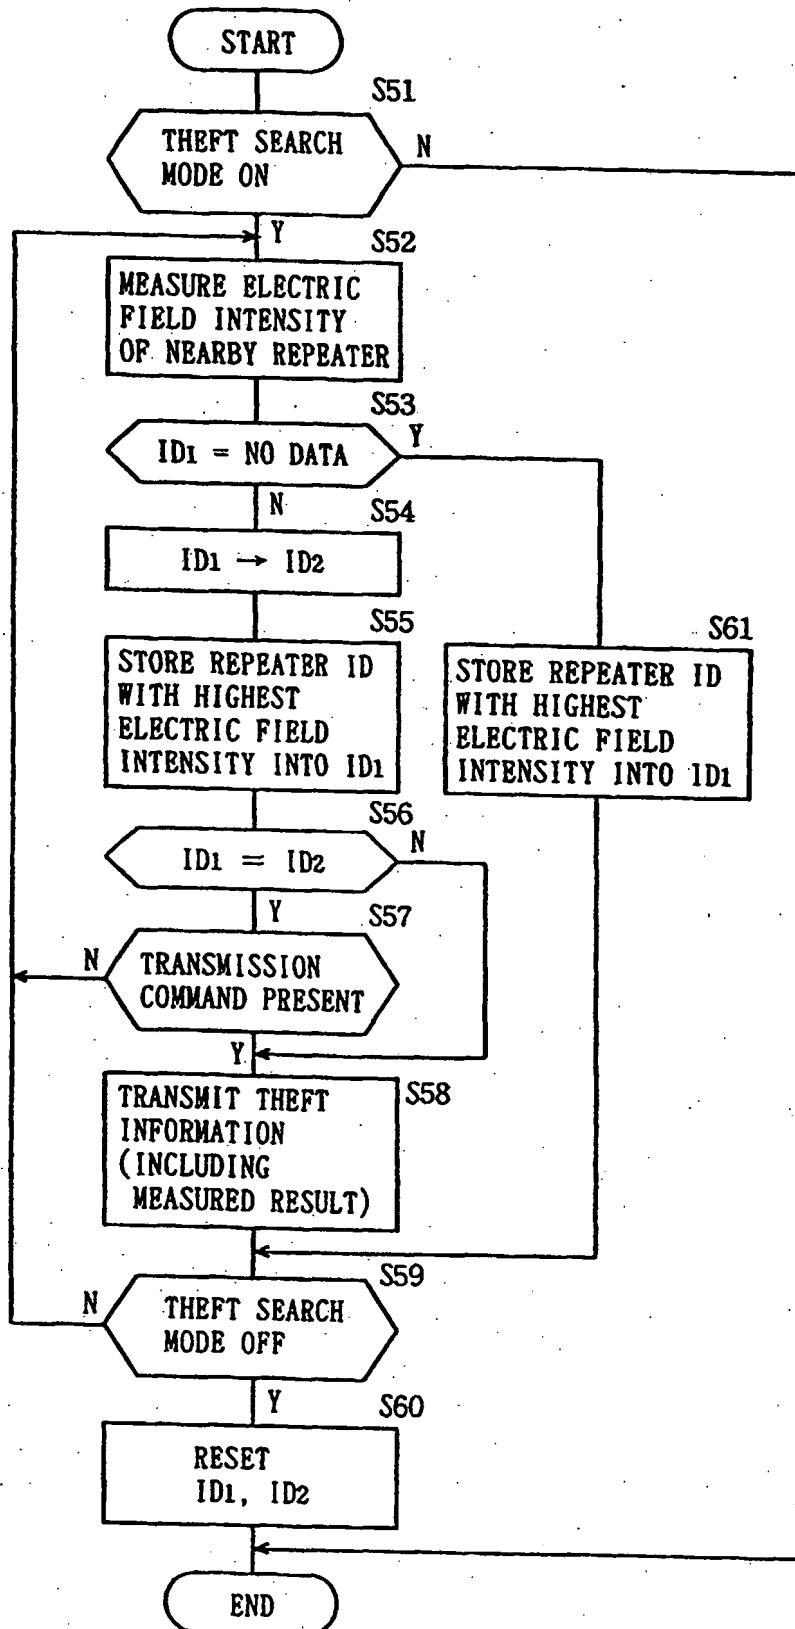 START
S51
THEFT SEARCH
MODE ON
N
Y
S52
MEASURE ELECTRIC
FIELD INTENSITY
OF NEARBY REPEATER
S53
ID1 = NO DATA
Y
N
S54
ID1 → ID2
S55
STORE REPEATER ID
WITH HIGHEST
ELECTRIC FIELD
INTENSITY INTO ID1
S61
STORE REPEATER ID
WITH HIGHEST
ELECTRIC FIELD
INTENSITY INTO ID1
S56
ID1 = ID2
N
Y
S57
N
TRANSMISSION
COMMAND PRESENT
Y
S58
TRANSMIT THEFT
INFORMATION
(INCLUDING
MEASURED RESULT)
S59
N
THEFT SEARCH
MODE OFF
Y
S60
RESET
ID1, ID2
END